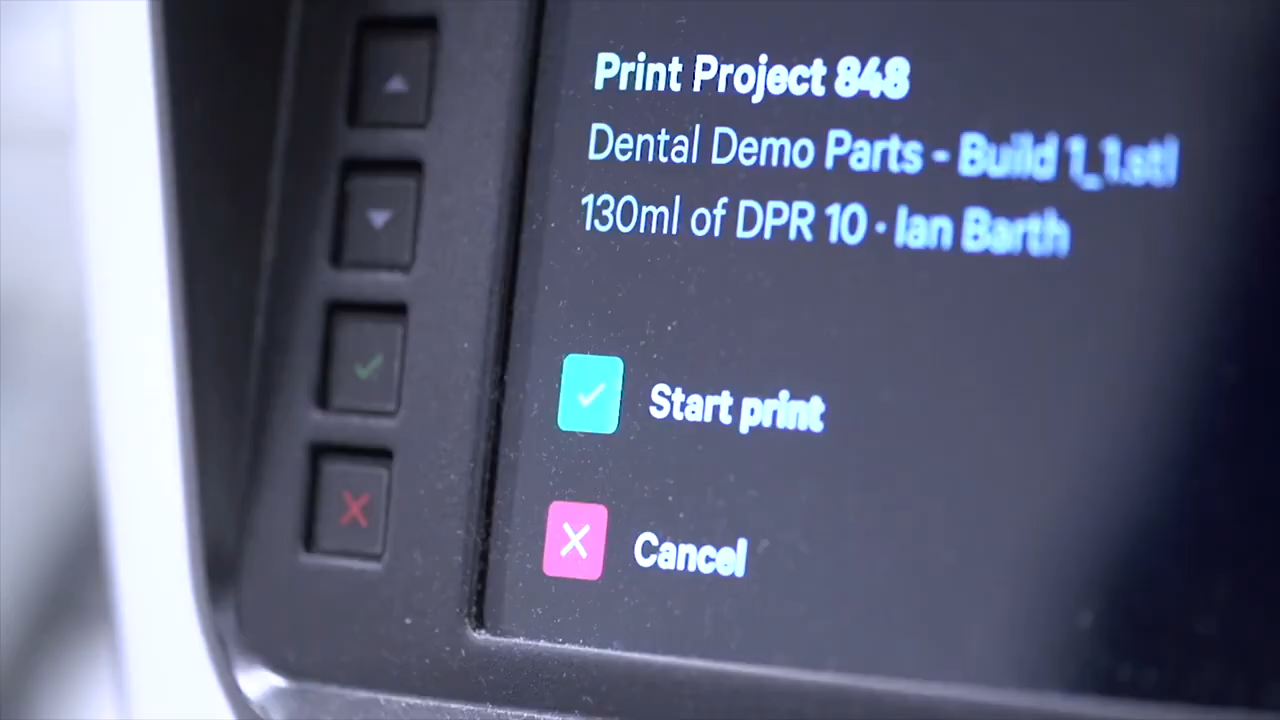 Print Project 848
Dental Demo Parts - Build 1_1.stl
130ml of DPR 10 · Ian Barth
Start print
Cancel